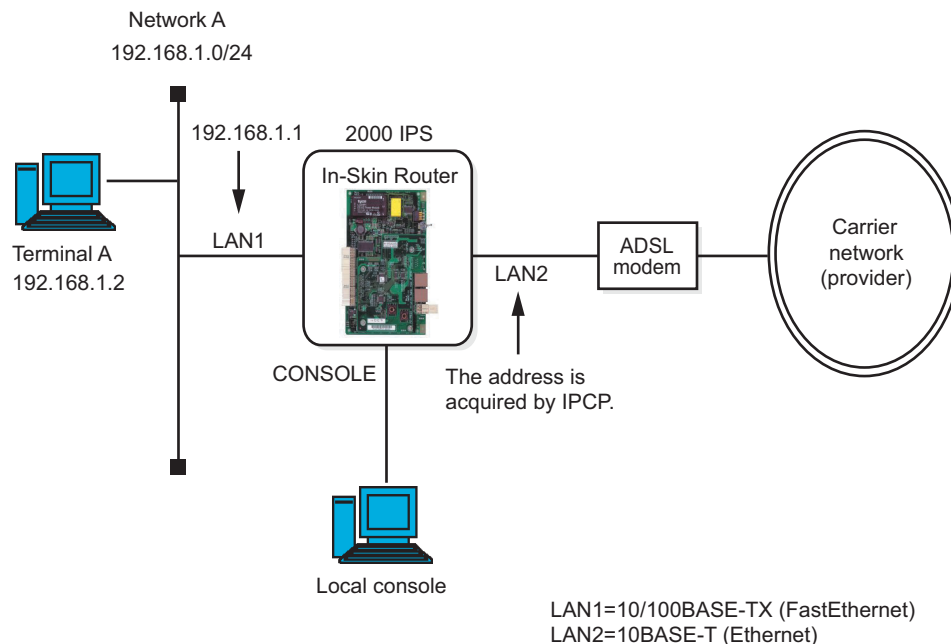 Network A
192.168.1.0/24
192.168.1.1
2000 IPS
In-Skin Router
Terminal A
192.168.1.2
LAN1
LAN2
ADSL
modem
Carrier
network
(provider)
CONSOLE
The address is
acquired by IPCP.
Local console
LAN1=10/100BASE-TX (FastEthernet)
LAN2=10BASE-T (Ethernet)